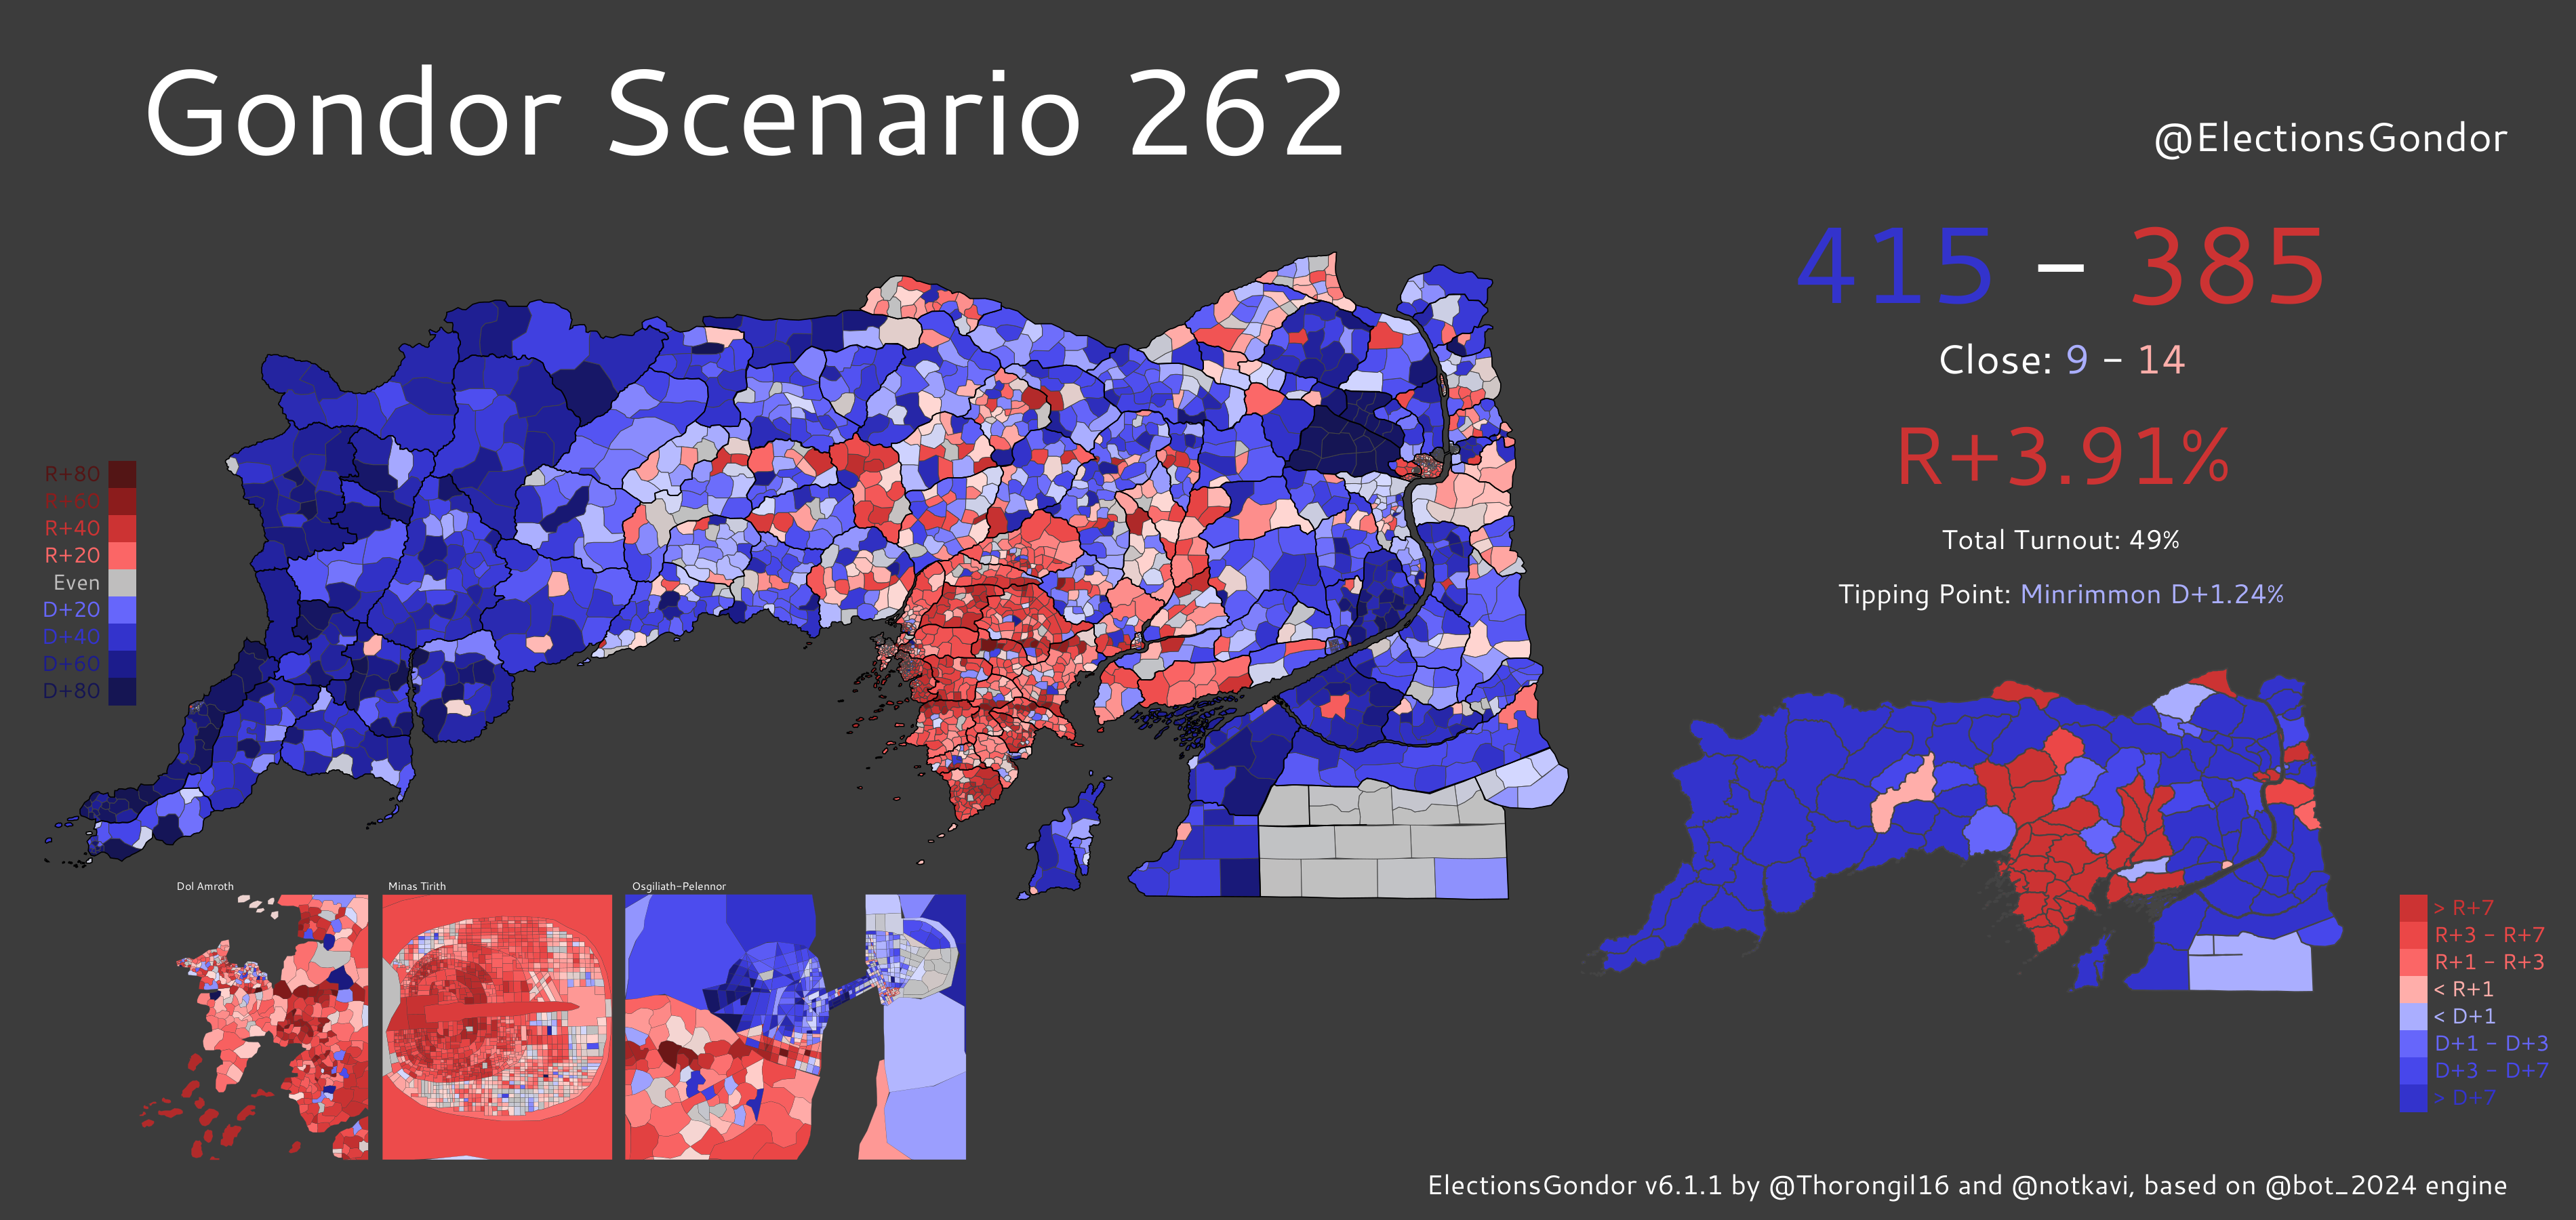 Gondor Scenario 262
@ElectionsGondor
415 – 385
Close: 9 – 14
R+3.91%
Total Turnout: 49%
Tipping Point: Minrimmon D+1.24%
R+80
R+60
R+40
R+20
Even
D+20
D+40
D+60
D+80
Dol Amroth
Minas Tirith
Osgiliath-Pelennor
> R+7
R+3 - R+7
R+1 - R+3
< R+1
< D+1
D+1 - D+3
D+3 - D+7
> D+7
ElectionsGondor v6.1.1 by @Thorongil16 and @notkavi, based on @bot_2024 engine